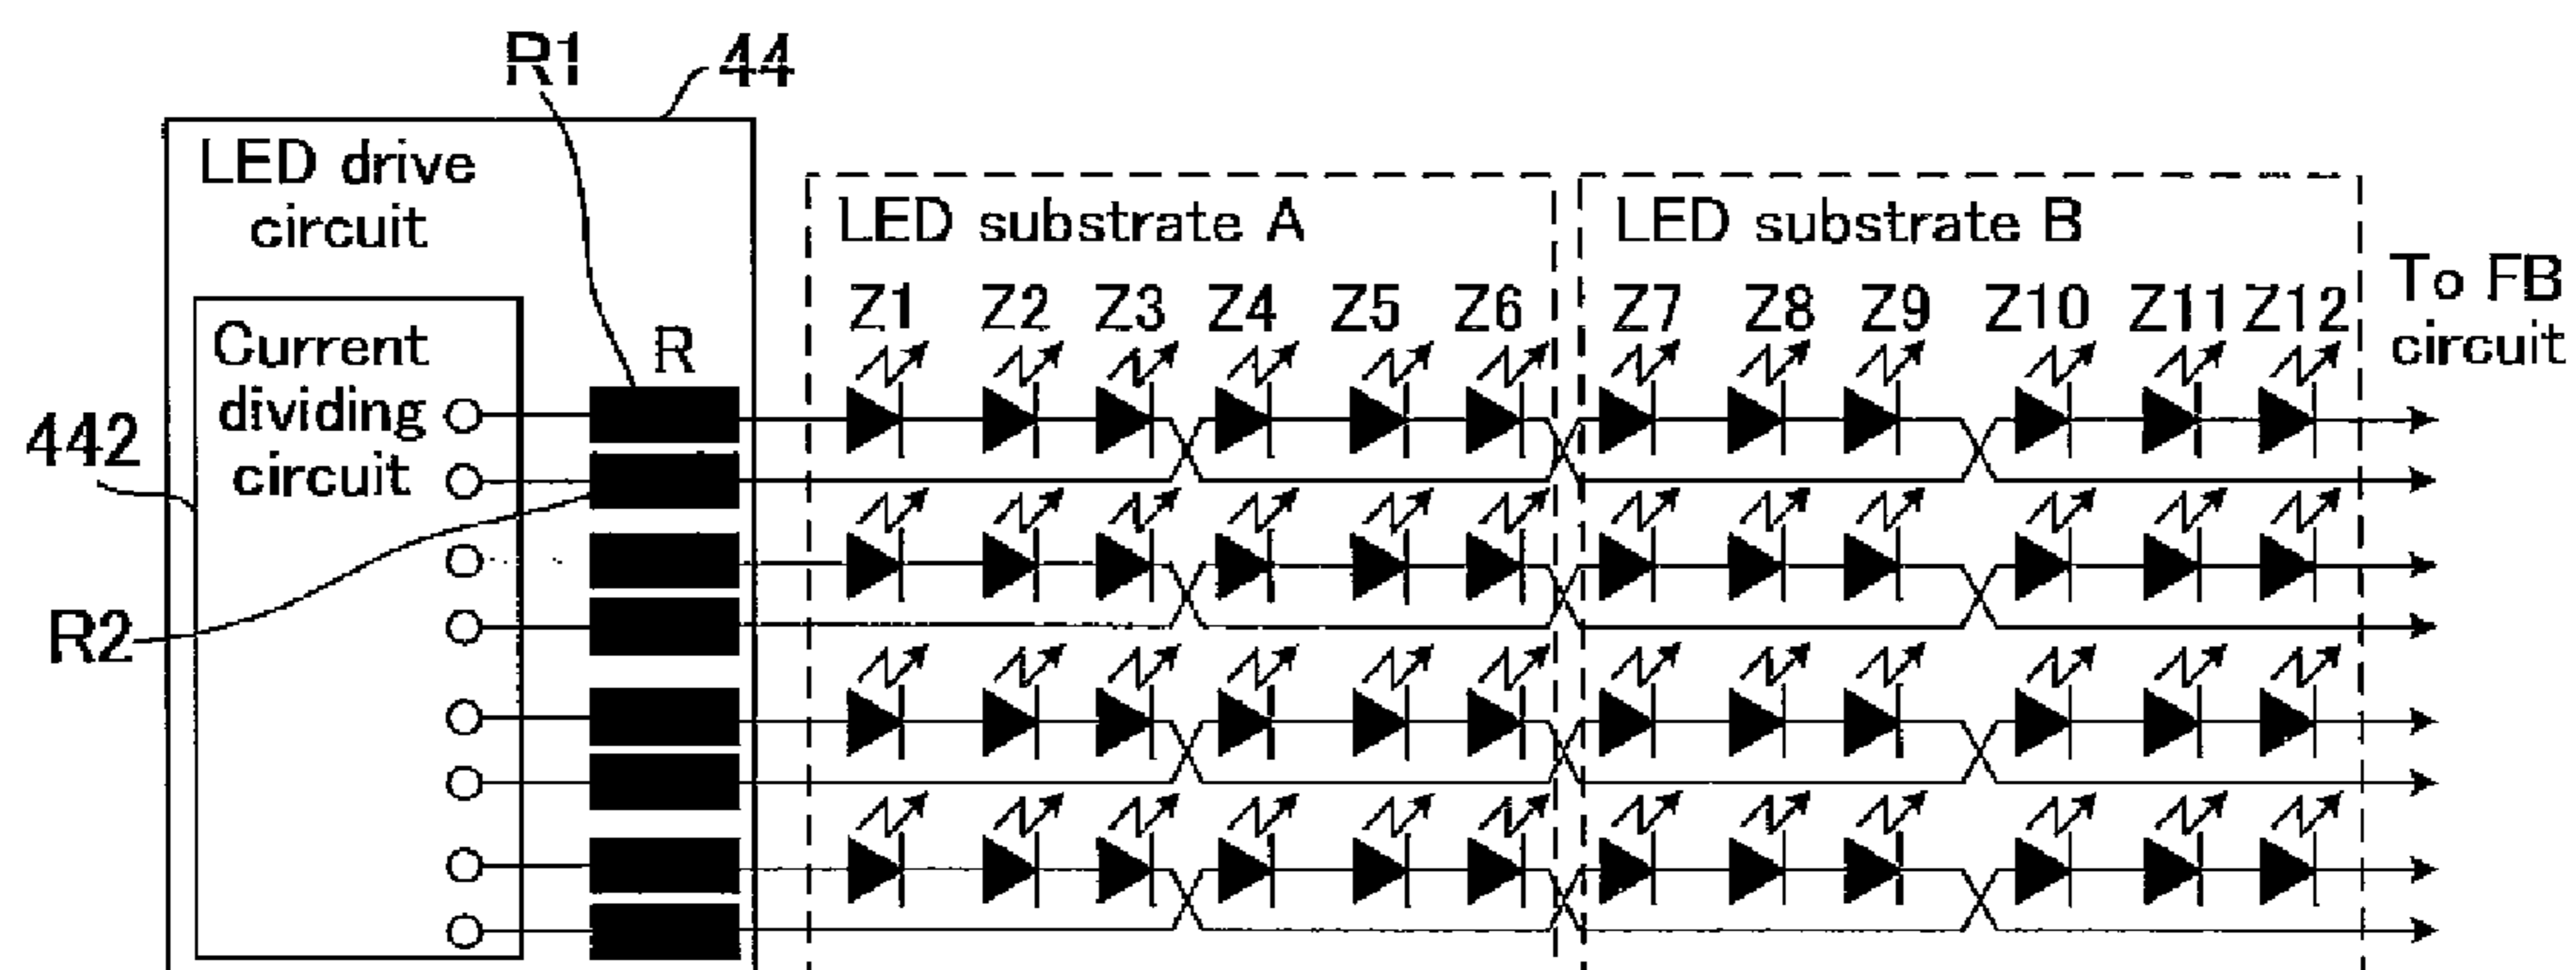 R1
44
LED drive
circuit
LED substrate A
LED substrate B
To FB
circuit
Z1 Z2 Z3 Z4 Z5 Z6 Z7 Z8 Z9 Z10 Z11 Z12
Current
dividing
circuit
R
442
R2